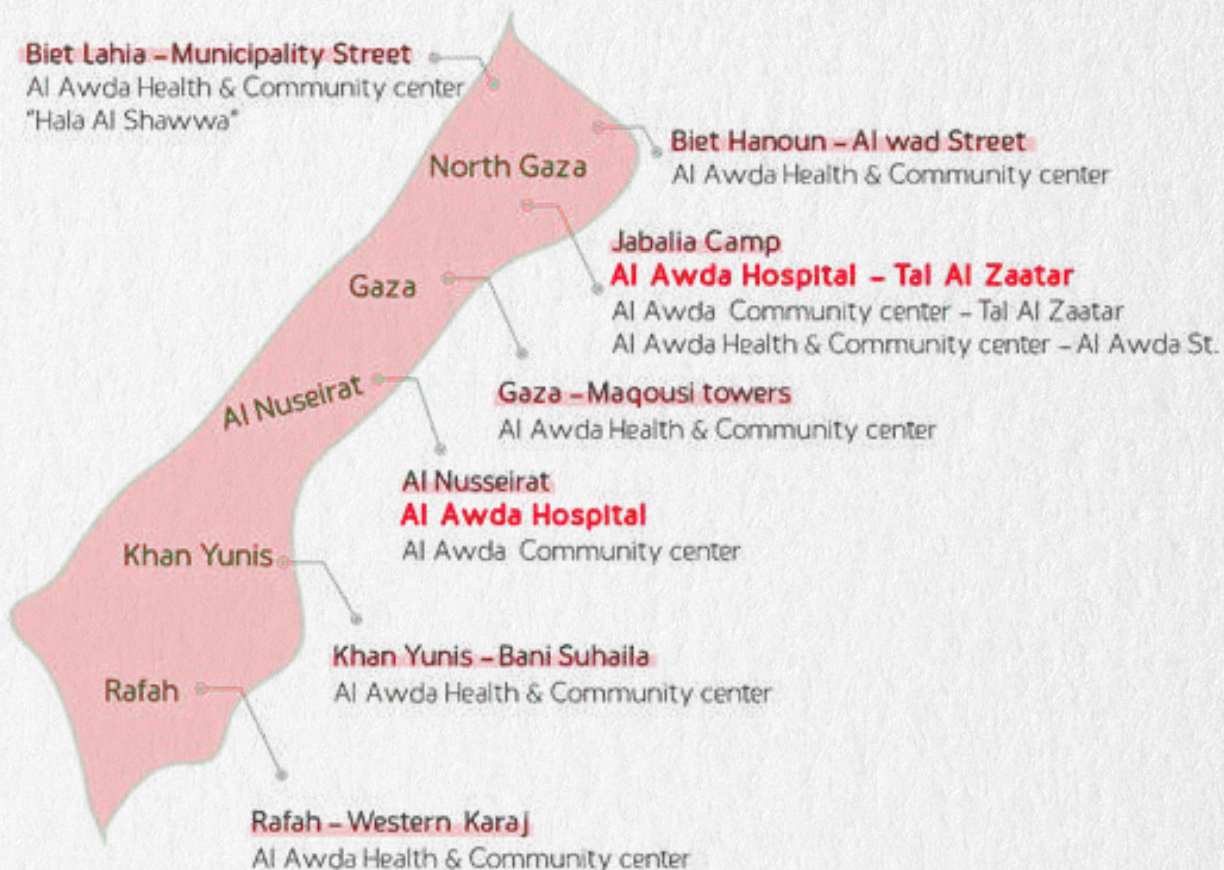 Biet Lahia – Municipality Street
Al Awda Health & Community center
"Hala Al Shawwa"
North Gaza
Biet Hanoun – Al wad Street
Al Awda Health & Community center
Jabalia Camp
Al Awda Hospital – Tal Al Zaatar
Al Awda Community center – Tal Al Zaatar
Al Awda Health & Community center – Al Awda St.
Gaza
Gaza – Maqousi towers
Al Awda Health & Community center
Al Nuseirat
Al Nusseirat
Al Awda Hospital
Al Awda Community center
Khan Yunis
Khan Yunis – Bani Suhaila
Al Awda Health & Community center
Rafah
Rafah – Western Karaj
Al Awda Health & Community center